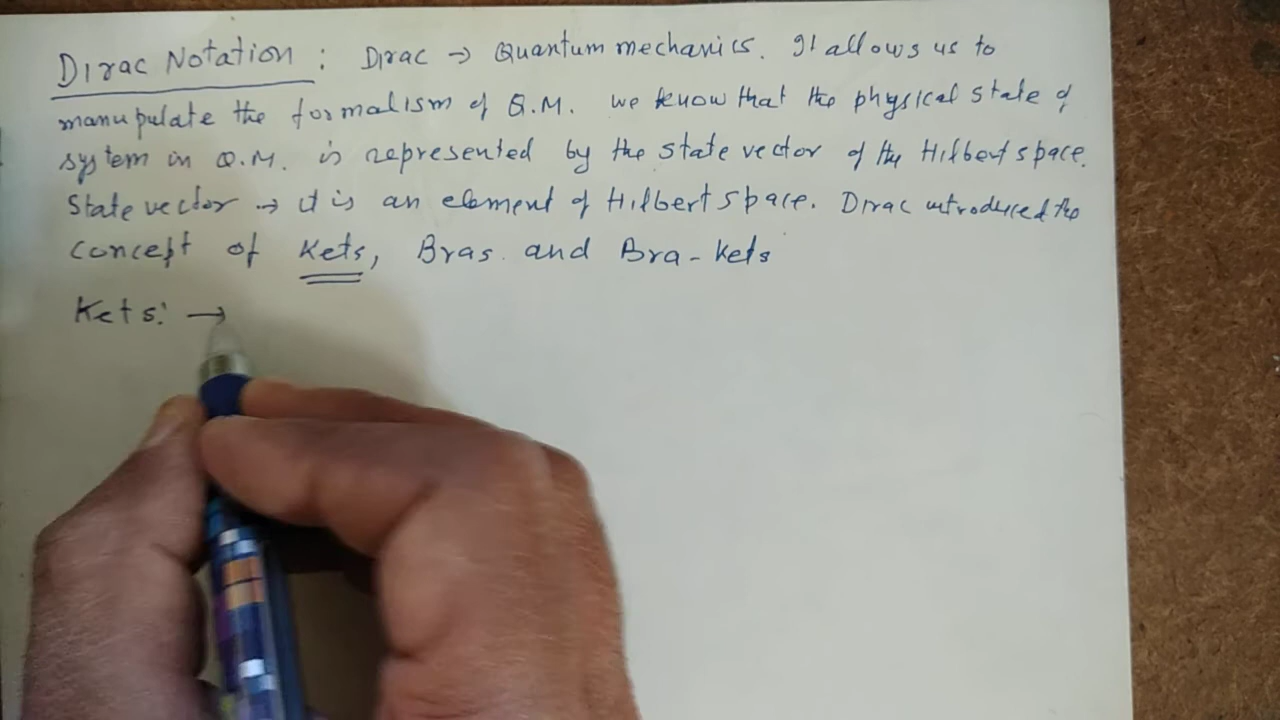 Dirac Notation : Dirac → Quantum mechanics. It allows us to
manupulate the formalism of Q.M. we know that the physical state of
system in Q.M. is represented by the state vector of the Hilbert space.
State vector → it is an element of Hilbert space. Dirac introduced the
concept of Kets, Bras and Bra-Kets
Kets: →